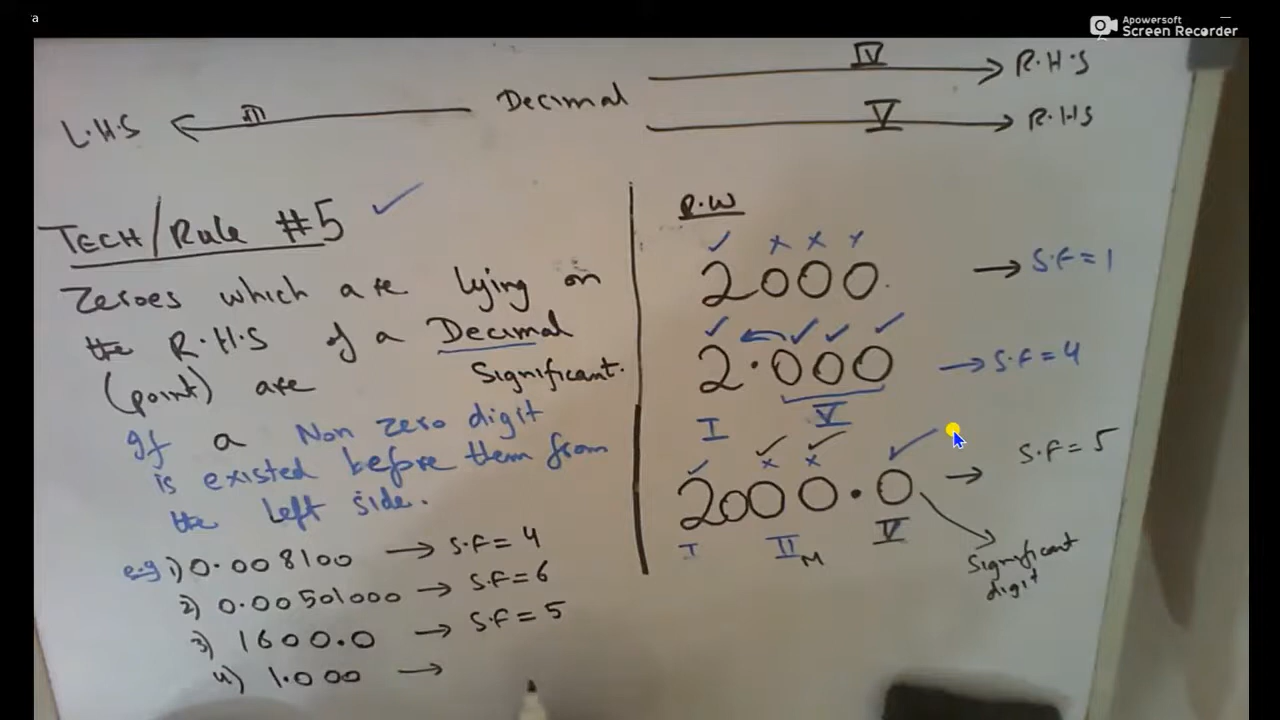 a
Apowersoft
Screen Recorder
L.H.S
III
Decimal
IV
R.H.S
V
R.H.S
TECH/Rule #5 ✓
Zeroes which are lying on
the R.H.S of a Decimal
(point) are Significant.
If a Non zero digit
is existed before them from
the left side.
e.g 1) 0.008100 → S.F = 4
2) 0.00501000 → S.F = 6
3) 1600.0 → S.F = 5
4) 1.000 →
R.W
✓ x x x
2000. → S.F = 1
✓ ← ✓ ✓ ✓
2.000 → S.F = 4
I V
✓ ✓ ✓ ✓
x x
2000.0 → S.F = 5
I II M V
Significant
digit